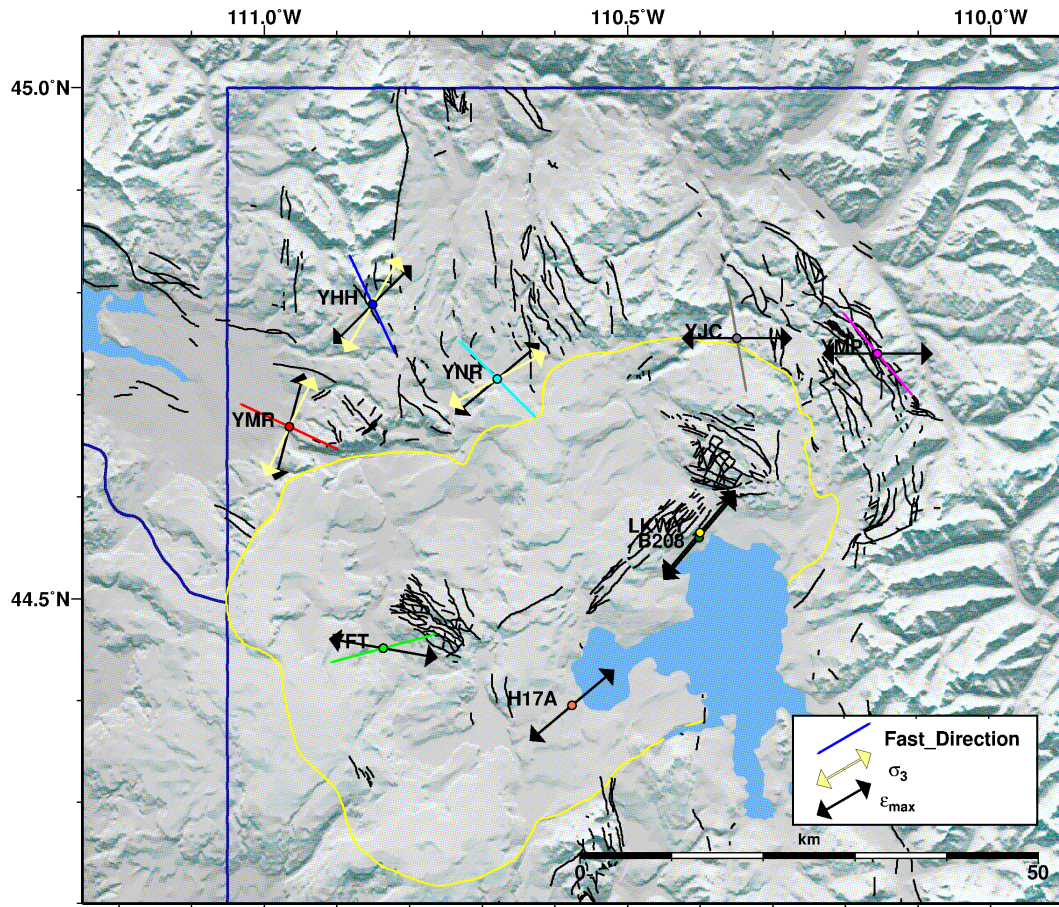 111.0°W 110.5°W 110.0°W
45.0°N
YHH
YJC
YMP
YNR
YMR
LKWY
B208
44.5°N
FT
H17A
Fast_Direction
σ3
εmax
km
0 50